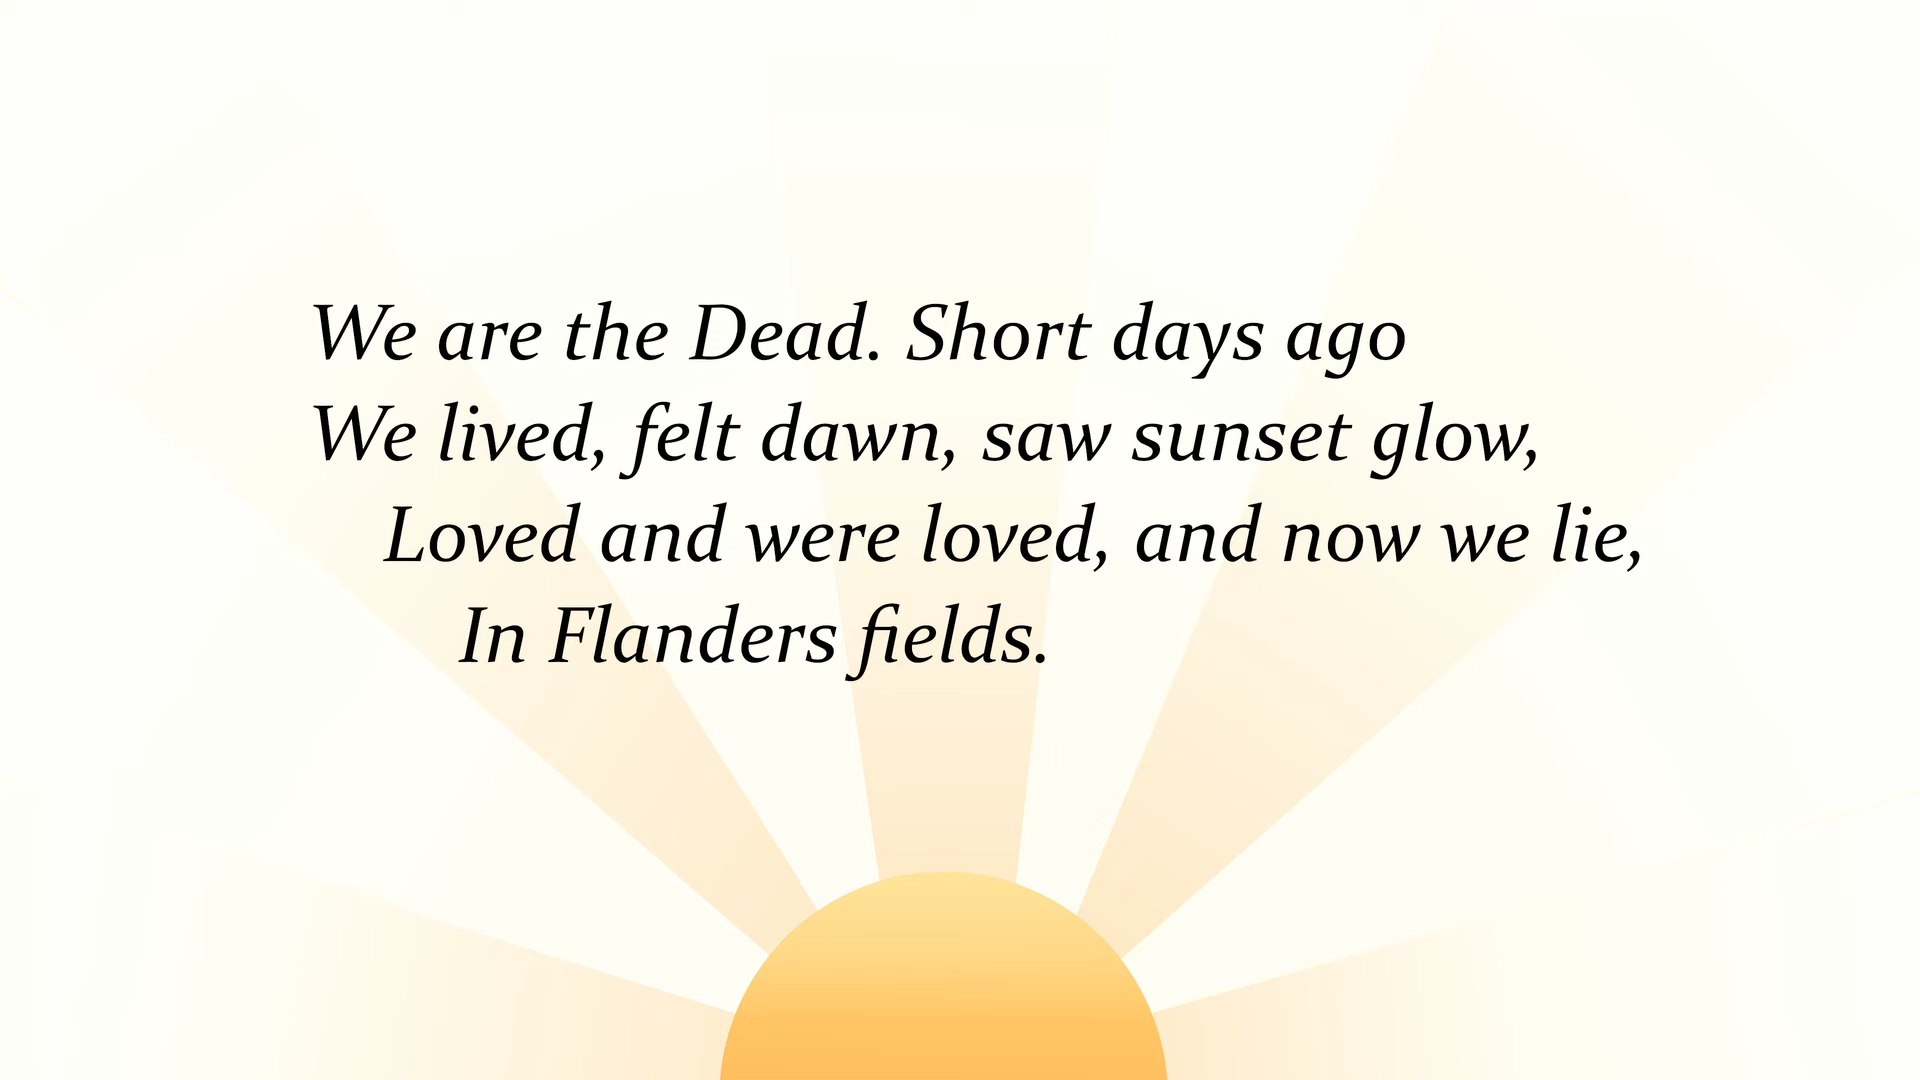 We are the Dead. Short days ago
We lived, felt dawn, saw sunset glow,
Loved and were loved, and now we lie,
In Flanders fields.